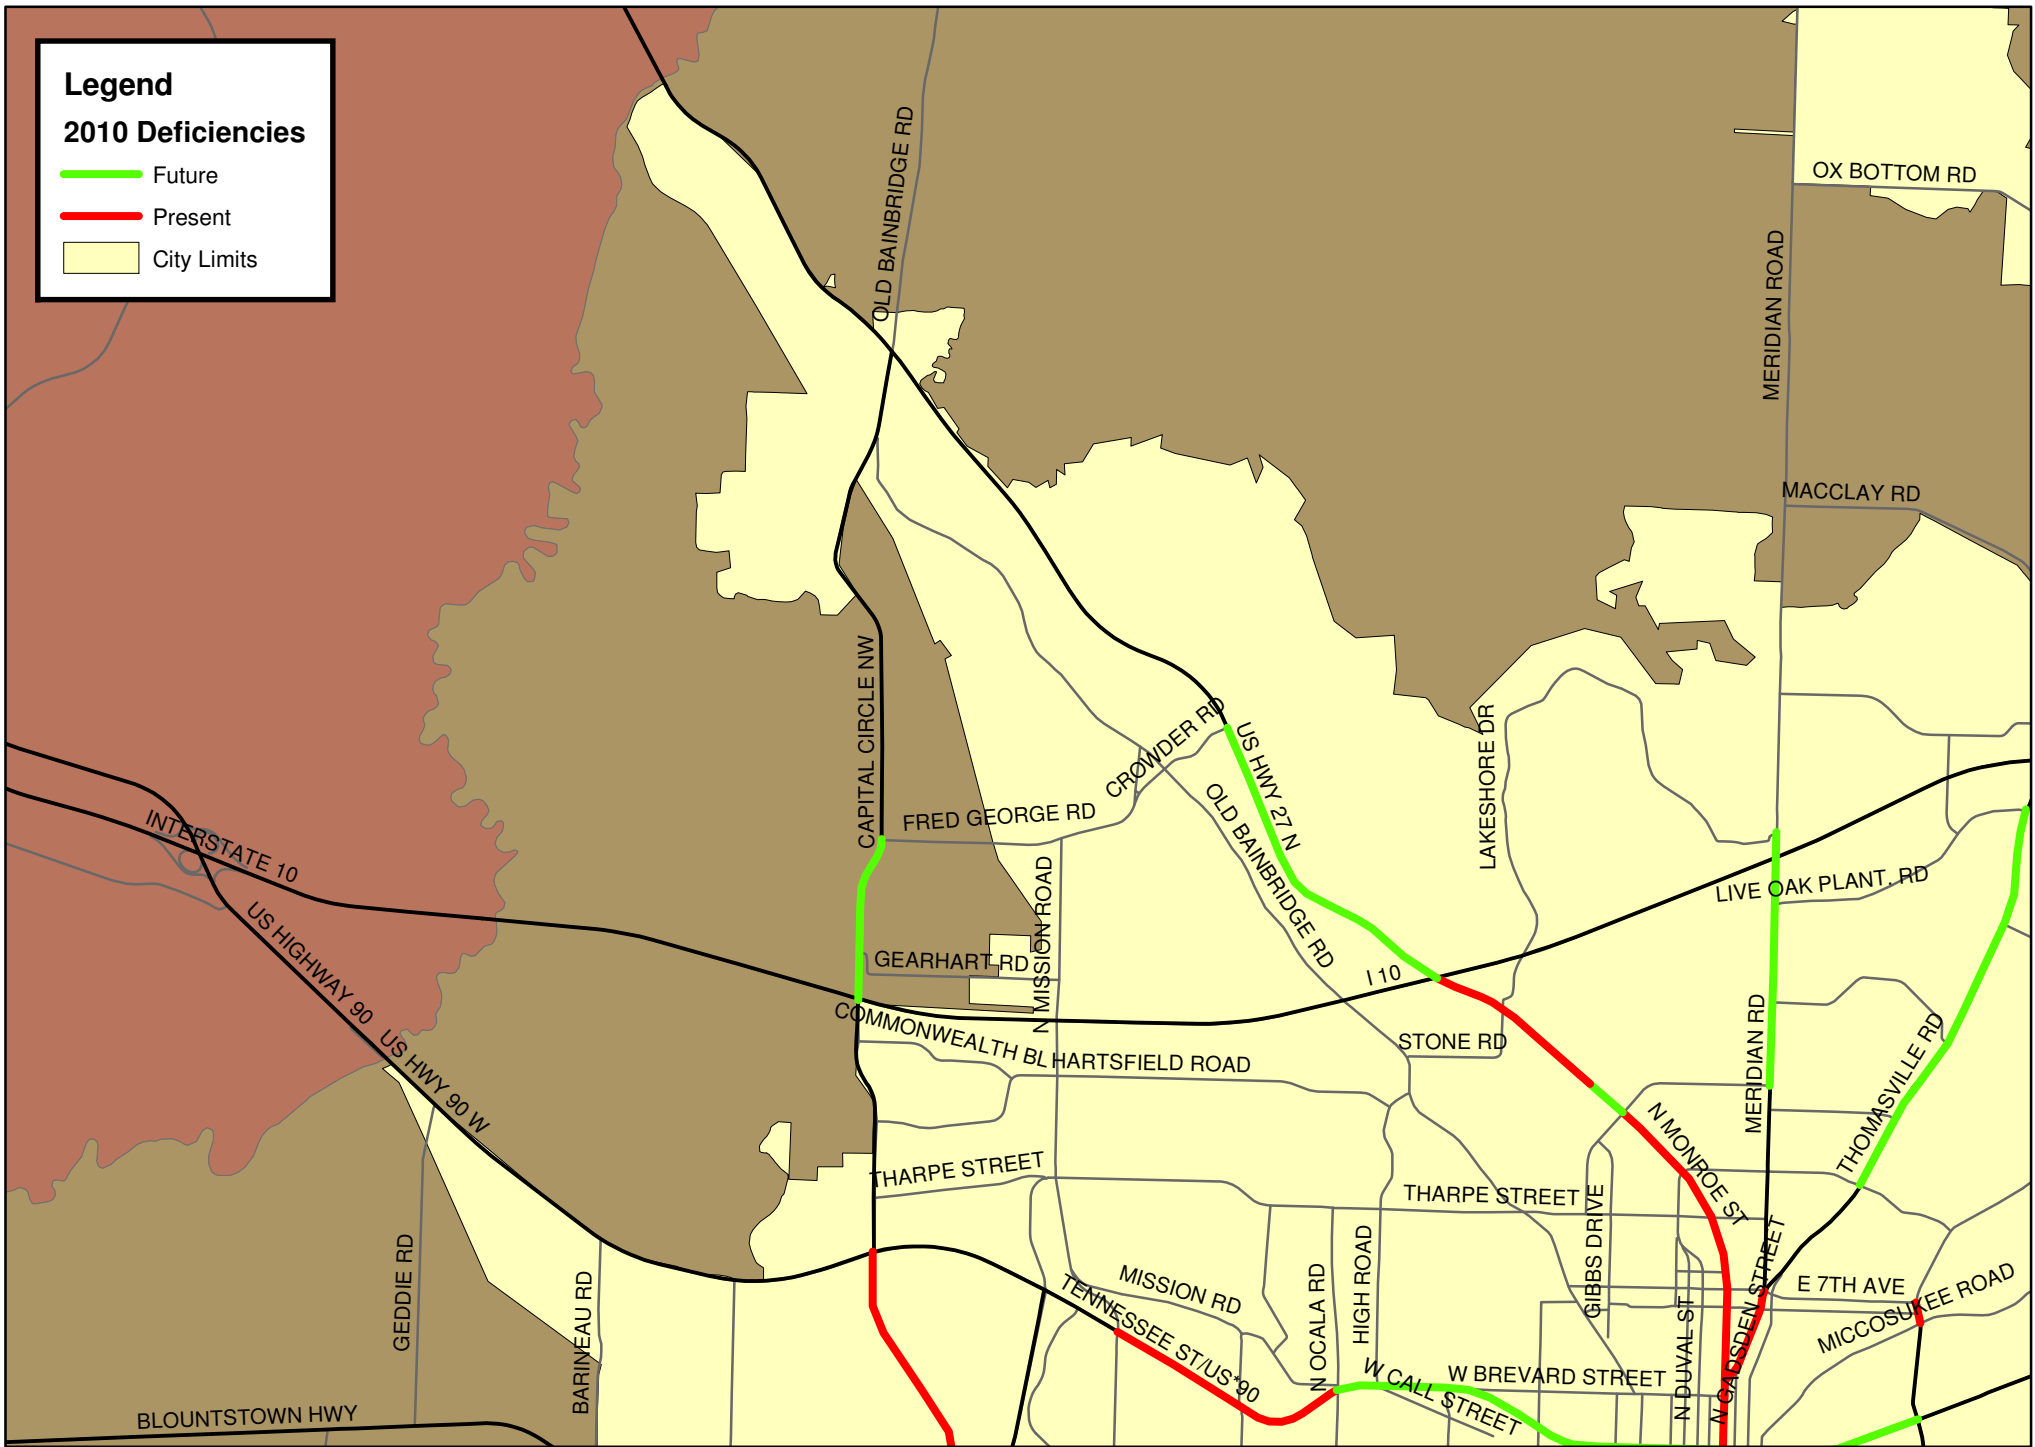 Legend
2010 Deficiencies
Future
Present
City Limits
OLD BAINBRIDGE RD
OX BOTTOM RD
MERIDIAN ROAD
MACCLAY RD
CAPITAL CIRCLE NW
CROWDER RD
US HWY 27 N
LAKESHORE DR
FRED GEORGE RD
OLD BAINBRIDGE RD
INTERSTATE 10
N MISSION ROAD
LIVE OAK PLANT. RD
US HIGHWAY 90
GEARHART RD
I 10
US HWY 90 W
COMMONWEALTH BL
HARTSFIELD ROAD
STONE RD
MERIDIAN RD
THOMASVILLE RD
N MONROE ST
THARPE STREET
THARPE STREET
GIBBS DRIVE
GEDDIE RD
BARINEAU RD
MISSION RD
TENNESSEE ST/US*90
N OCALA RD
HIGH ROAD
N DUVAL ST
N GADSDEN STREET
E 7TH AVE
MICCOSUKEE ROAD
W BREVARD STREET
W CALL STREET
BLOUNTSTOWN HWY